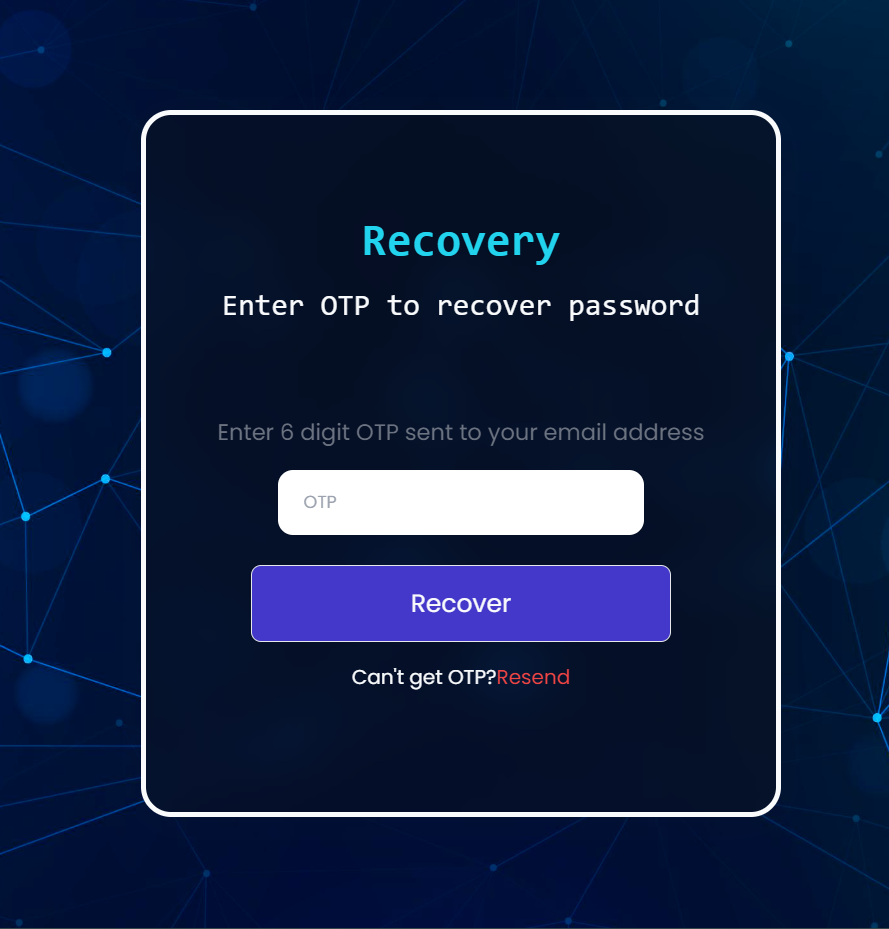 Recovery
Enter OTP to recover password
Enter 6 digit OTP sent to your email address
OTP
Recover
Can't get OTP?Resend